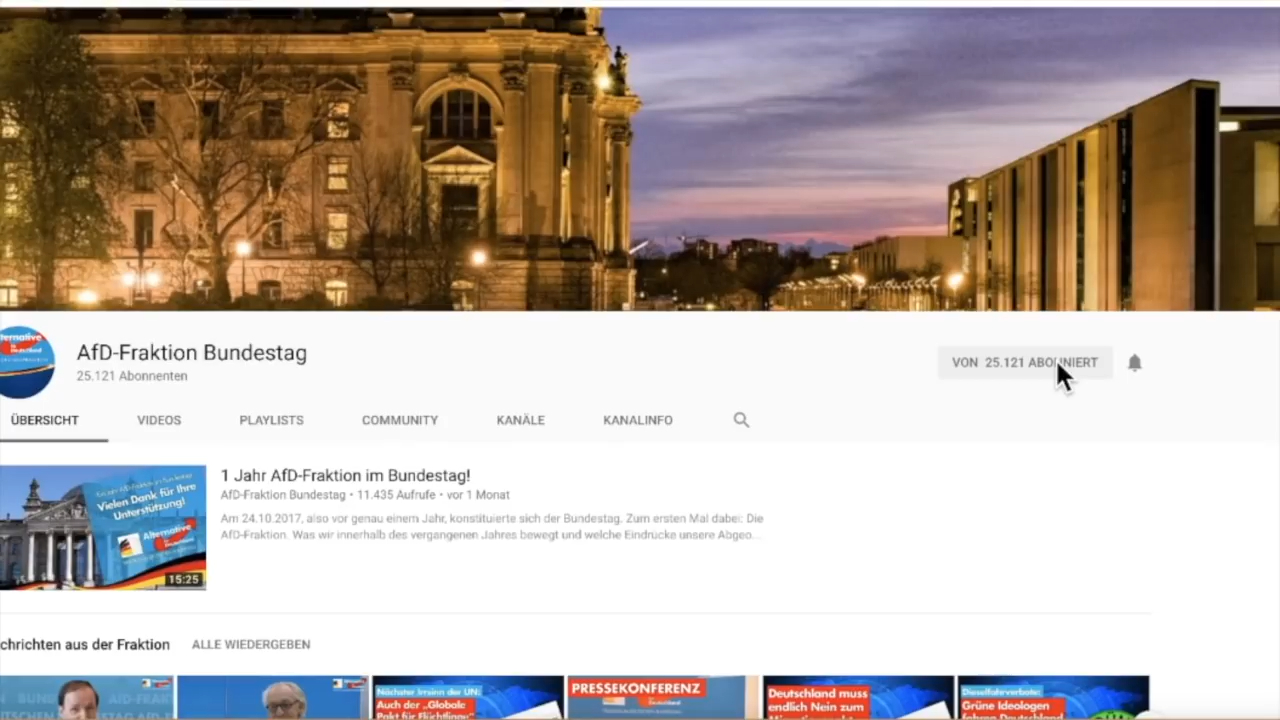 AfD-Fraktion Bundestag
25.121 Abonnenten
VON 25.121 ABONNIERT
ÜBERSICHT
VIDEOS
PLAYLISTS
COMMUNITY
KANÄLE
KANALINFO
1 Jahr AfD-Fraktion im Bundestag!
AfD-Fraktion Bundestag • 11.435 Aufrufe • vor 1 Monat
Am 24.10.2017, also vor genau einem Jahr, konstituierte sich der Bundestag. Zum ersten Mal dabei: Die
AfD-Fraktion. Was wir innerhalb des vergangenen Jahres bewegt und welche Eindrücke unsere Abgeo...
Vielen Dank für Ihre
Unterstützung!
Alternative
15:25
chrichten aus der Fraktion
ALLE WIEDERGEBEN
Nächster Irrsinn der UN:
Auch der „Globale
Pakt für Flüchtlinge"
PRESSEKONFERENZ
Deutschland muss
endlich Nein zum
Dieselfahrverbote:
Grüne Ideologen
fahren Deutschland